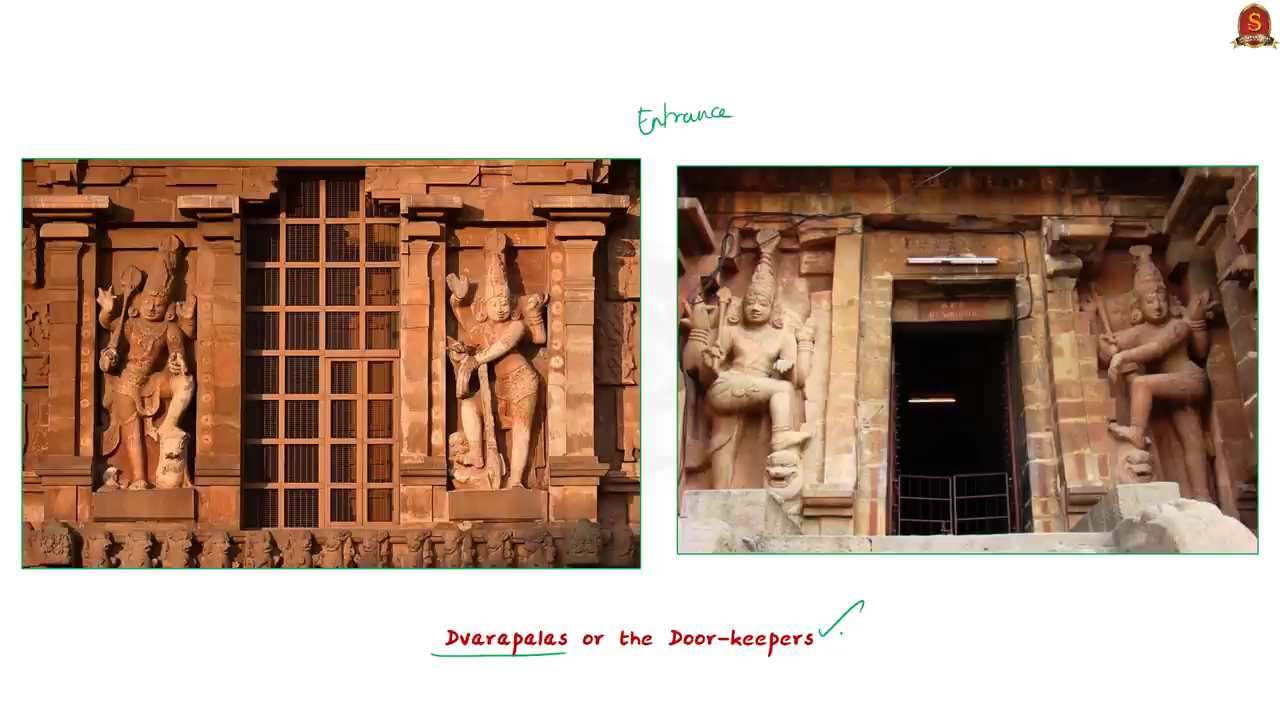 S
Entrance
Dvarapalas or the Door-keepers